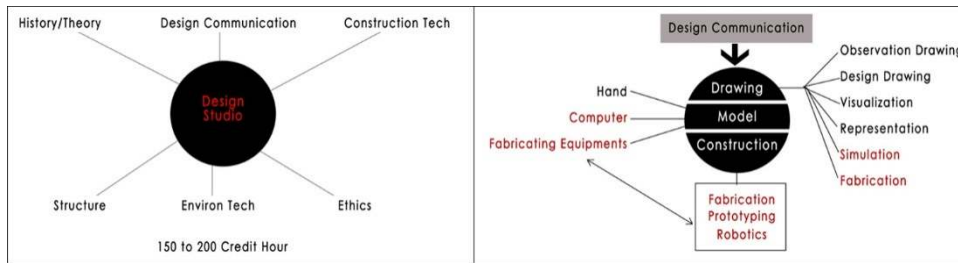 History/Theory
Design Communication
Construction Tech
Design
Studio
Structure
Environ Tech
Ethics
150 to 200 Credit Hour
Design Communication
Drawing
Model
Construction
Hand
Computer
Fabricating Equipments
Observation Drawing
Design Drawing
Visualization
Representation
Simulation
Fabrication
Fabrication
Prototyping
Robotics